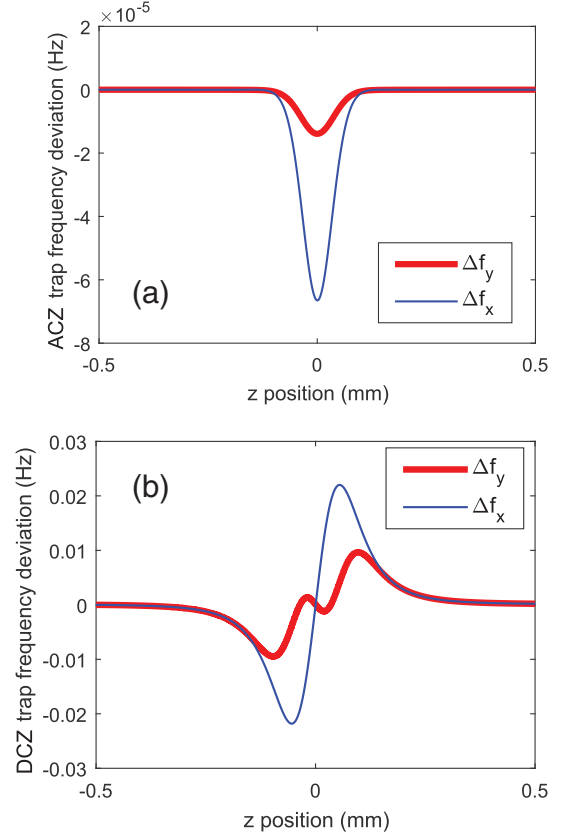 ×10⁻⁵
ACZ trap frequency deviation (Hz)
2
0
-2
-4
-6
-8
(a)
Δf_y
Δf_x
-0.5 0 0.5
z position (mm)
DCZ trap frequency deviation (Hz)
0.03
0.02
0.01
0
-0.01
-0.02
-0.03
(b)
Δf_y
Δf_x
-0.5 0 0.5
z position (mm)